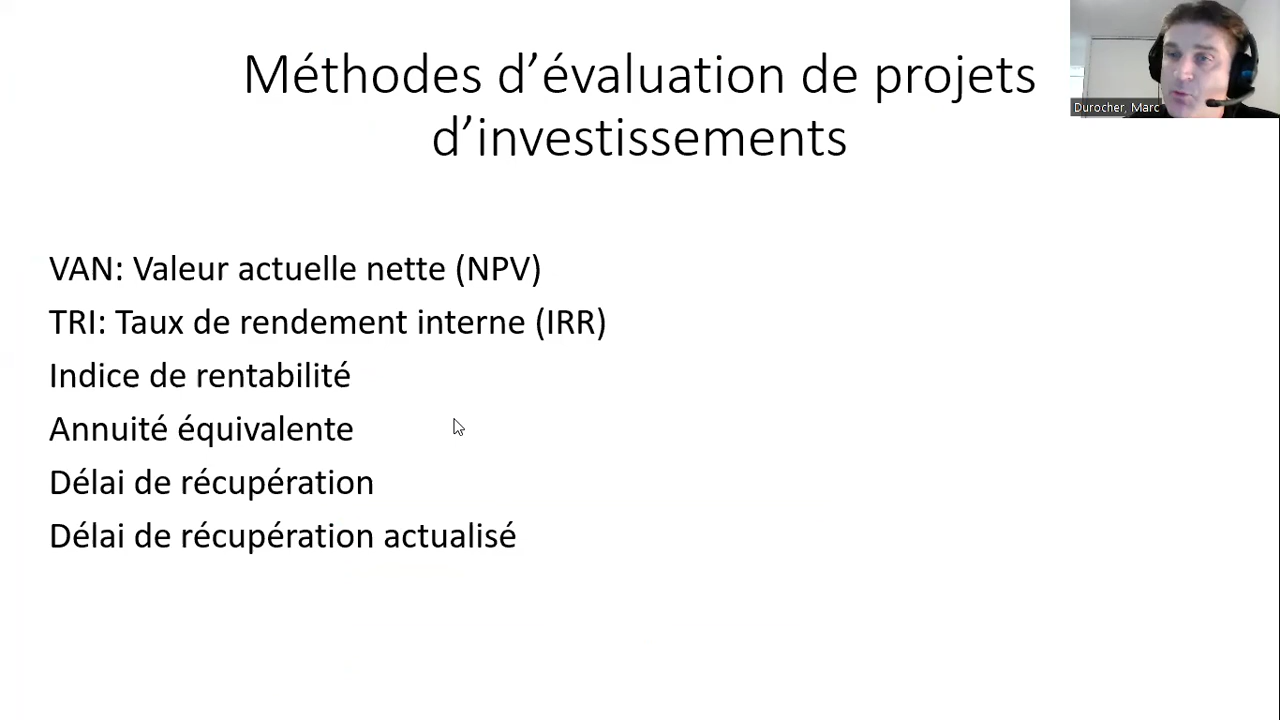 Méthodes d’évaluation de projets
d’investissements
Durocher, Marc
VAN: Valeur actuelle nette (NPV)
TRI: Taux de rendement interne (IRR)
Indice de rentabilité
Annuité équivalente
Délai de récupération
Délai de récupération actualisé